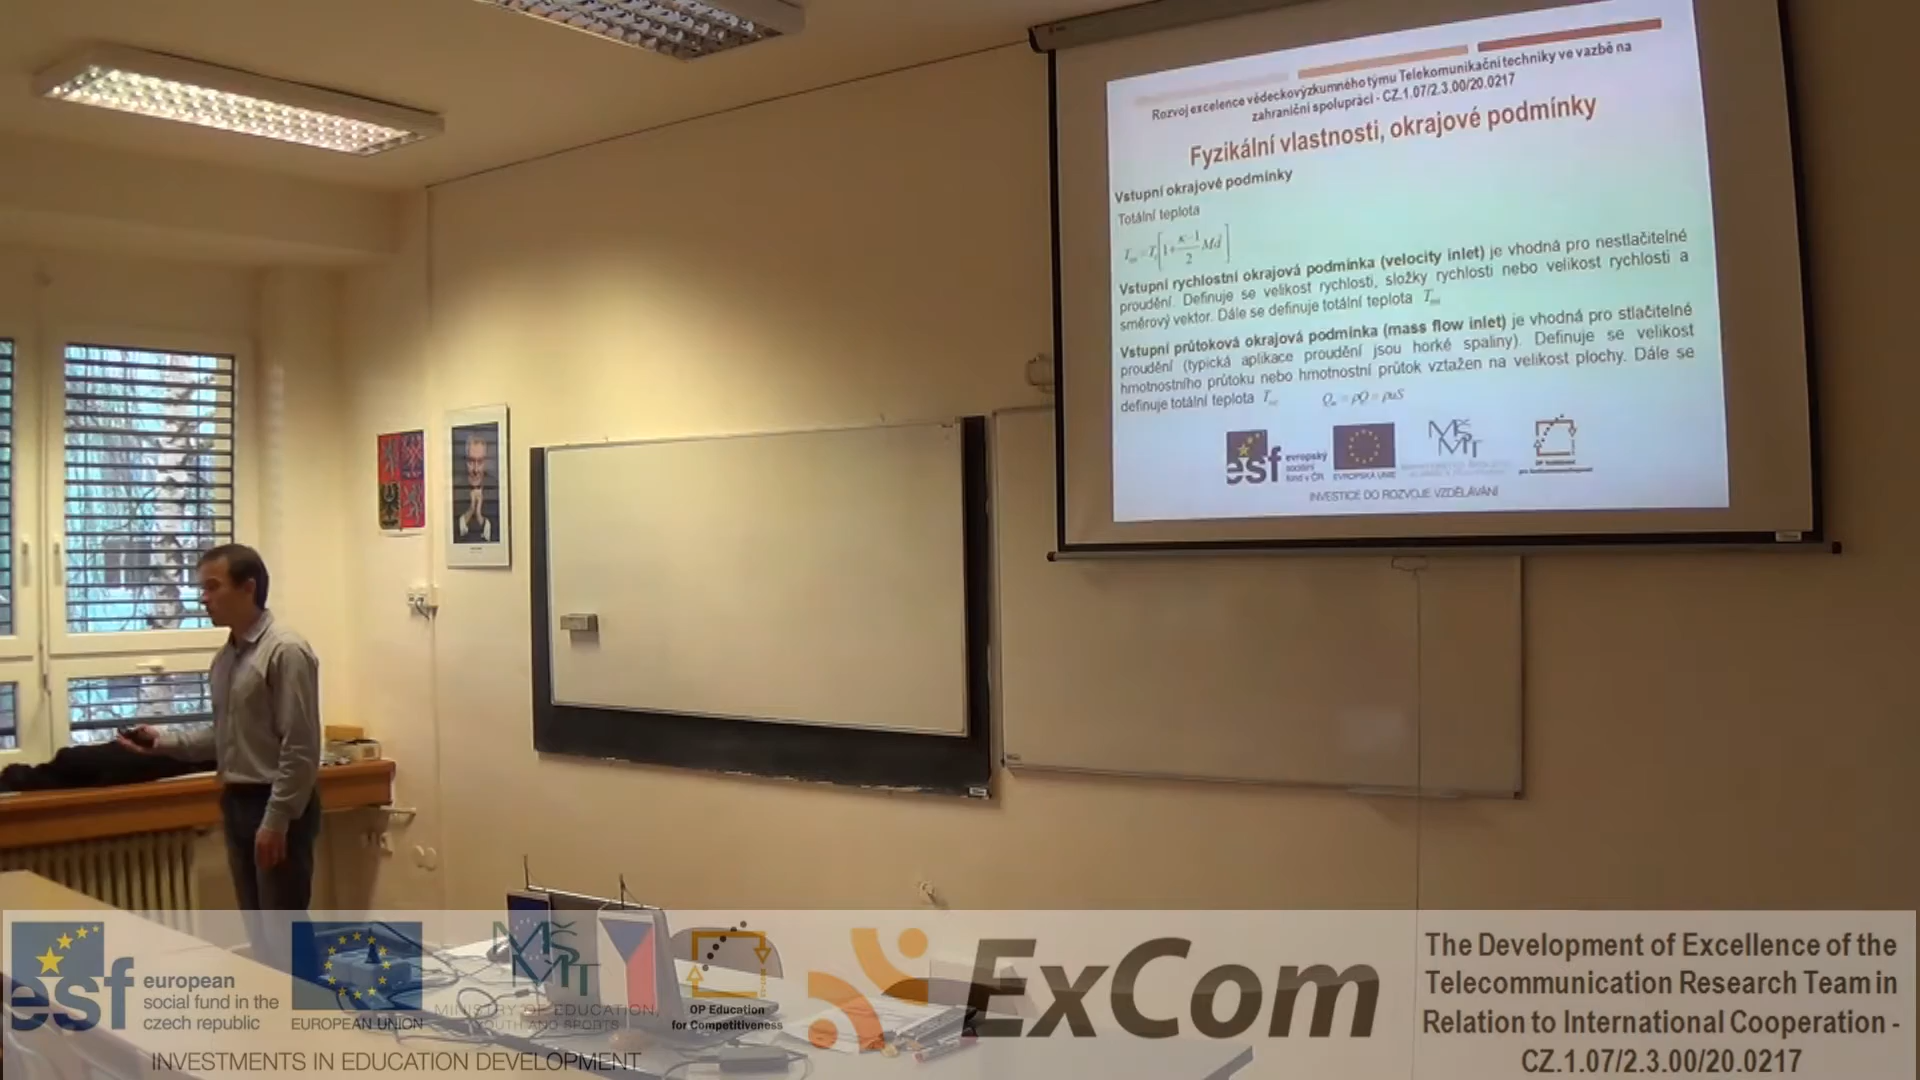 Rozvoj excelence vědeckovýzkumného týmu Telekomunikační techniky ve vazbě na
zahraniční spolupráci - CZ.1.07/2.3.00/20.0217
Fyzikální vlastnosti, okrajové podmínky
Vstupní okrajové podmínky
Totální teplota
Vstupní rychlostní okrajová podmínka (velocity inlet) je vhodná pro nestlačitelné
proudění. Definuje se velikost rychlosti, složky rychlosti nebo velikost rychlosti a
směrový vektor. Dále se definuje totální teplota
Vstupní průtoková okrajová podmínka (mass flow inlet) je vhodná pro stlačitelné
proudění (typická aplikace proudění jsou horké spaliny). Definuje se velikost
hmotnostního průtoku nebo hmotnostní průtok vztažen na velikost plochy. Dále se
definuje totální teplota
esf
evropský
sociální
fond v ČR
EVROPSKÁ UNIE
INVESTICE DO ROZVOJE VZDĚLÁVÁNÍ
esf
european
social fund in the
czech republic
EUROPEAN UNION
MINISTRY OF EDUCATION,
YOUTH AND SPORTS
OP Education
for Competitiveness
INVESTMENTS IN EDUCATION DEVELOPMENT
ExCom
The Development of Excellence of the
Telecommunication Research Team in
Relation to International Cooperation -
CZ.1.07/2.3.00/20.0217